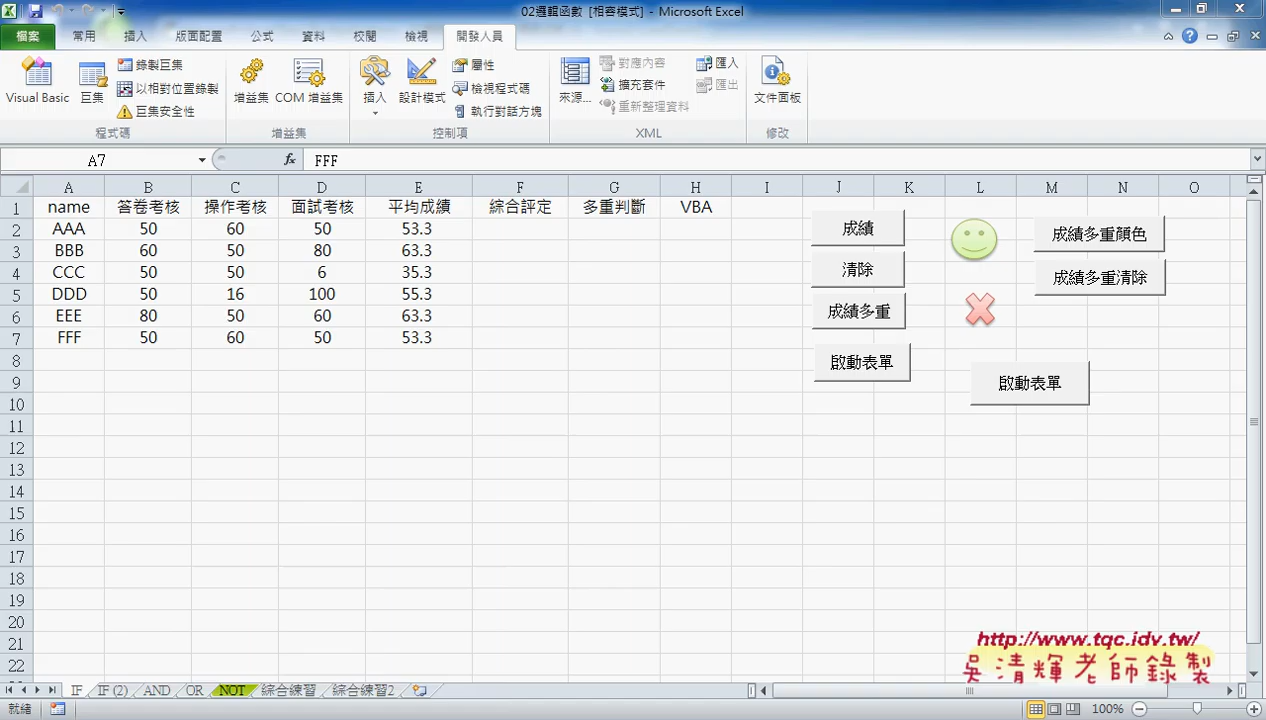 02邏輯函數 [相容模式] - Microsoft Excel
檔案 常用 插入 版面配置 公式 資料 校閱 檢視 開發人員
Visual Basic 巨集 錄製巨集 以相對位置錄製 巨集安全性 程式碼
增益集 COM 增益集 增益集
插入 設計模式 屬性 檢視程式碼 執行對話方塊 控制項
來源... 對應內容 擴充套件 重新整理資料 匯入 匯出 XML
文件面板 修改
A7 fx FFF
A B C D E F G H I J K L M N O
1 name 答卷考核 操作考核 面試考核 平均成績 綜合評定 多重判斷 VBA
2 AAA 50 60 50 53.3
3 BBB 60 50 80 63.3
4 CCC 50 50 6 35.3
5 DDD 50 16 100 55.3
6 EEE 80 50 60 63.3
7 FFF 50 60 50 53.3
8
9
10
11
12
13
14
15
16
17
18
19
20
21
22
成績
清除
成績多重
啟動表單
成績多重顏色
成績多重清除
啟動表單
http://www.tqc.idv.tw/
吳清輝老師錄製
IF IF (2) AND OR NOT 綜合練習 綜合練習2
就緒 100%